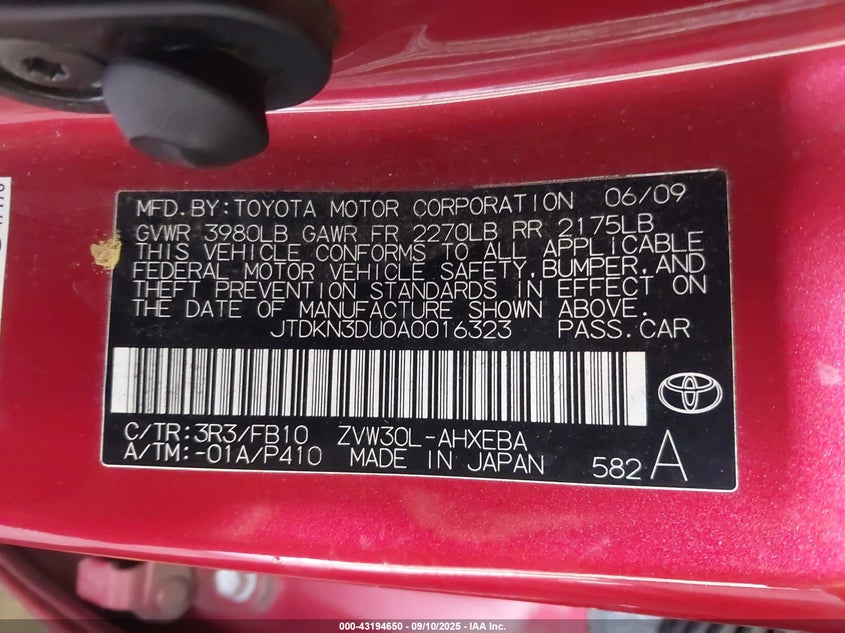 MFD. BY: TOYOTA MOTOR CORPORATION 06/09
GVWR 3980LB GAWR FR 2270LB RR 2175LB
THIS VEHICLE CONFORMS TO ALL APPLICABLE
FEDERAL MOTOR VEHICLE SAFETY, BUMPER, AND
THEFT PREVENTION STANDARDS IN EFFECT ON
THE DATE OF MANUFACTURE SHOWN ABOVE.
JTDKN3DU0A0016323 PASS. CAR
C/TR: 3R3/FB10 ZVW30L-AHXEBA
A/TM: -01A/P410 MADE IN JAPAN 582 A
000-43194650 - 09/10/2025 - IAA Inc.